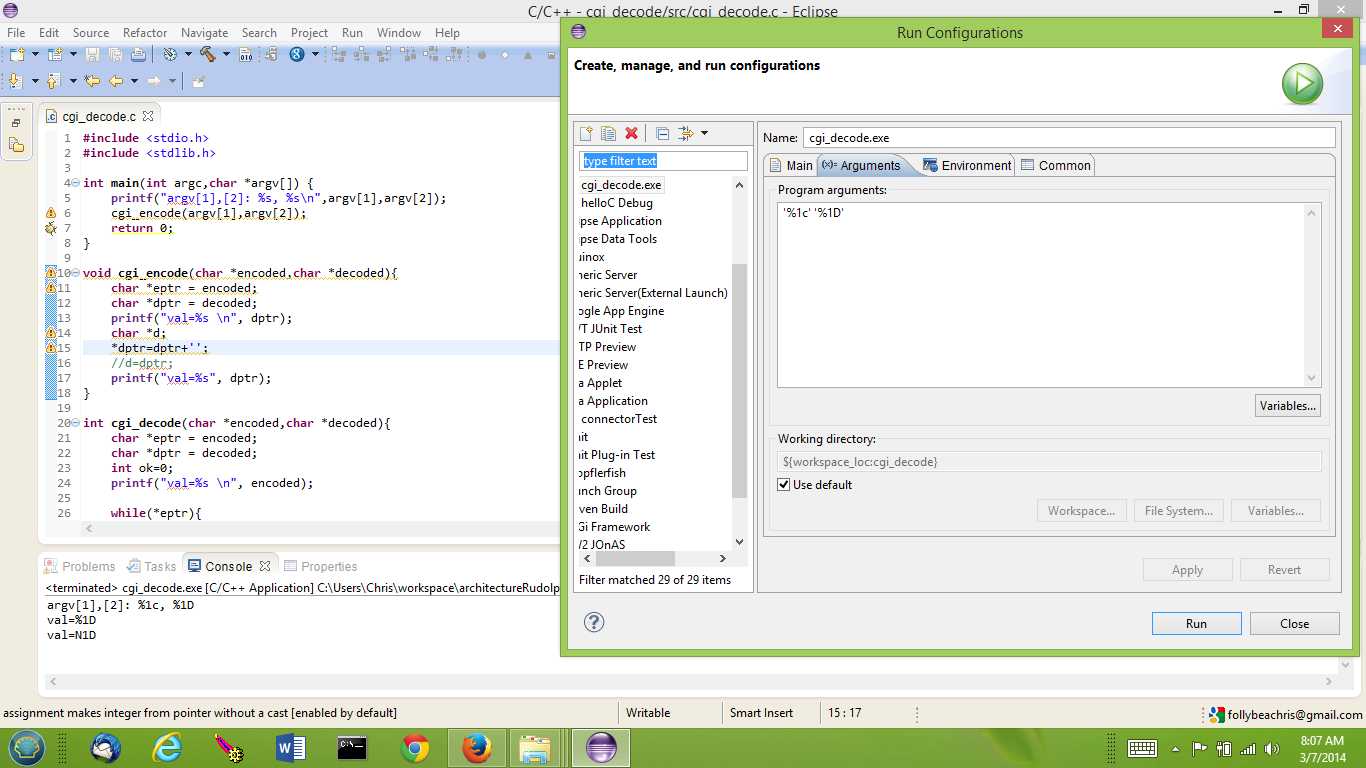 C/C++ - cgi_decode/src/cgi_decode.c - Eclipse
File Edit Source Refactor Navigate Search Project Run Window Help
cgi_decode.c
1 #include <stdio.h>
2 #include <stdlib.h>
3
4 int main(int argc,char *argv[]) {
5 printf("argv[1],[2]: %s, %s\n",argv[1],argv[2]);
6 cgi_encode(argv[1],argv[2]);
7 return 0;
8 }
9
10 void cgi_encode(char *encoded,char *decoded){
11 char *eptr = encoded;
12 char *dptr = decoded;
13 printf("val=%s \n", dptr);
14 char *d;
15 *dptr=dptr+'';
16 //d=dptr;
17 printf("val=%s", dptr);
18 }
19
20 int cgi_decode(char *encoded,char *decoded){
21 char *eptr = encoded;
22 char *dptr = decoded;
23 int ok=0;
24 printf("val=%s \n", encoded);
25
26 while(*eptr){
Problems Tasks Console Properties
<terminated> cgi_decode.exe [C/C++ Application] C:\Users\Chris\workspace\architectureRudolp
argv[1],[2]: %1c, %1D
val=%1D
val=N1D
Run Configurations
Create, manage, and run configurations
type filter text
cgi_decode.exe
helloC Debug
ipse Application
ipse Data Tools
uinox
neric Server
neric Server(External Launch)
ogle App Engine
/T JUnit Test
TP Preview
E Preview
a Applet
a Application
connectorTest
nit
nit Plug-in Test
opflerfish
unch Group
ven Build
Gi Framework
/2 JOnAS
Filter matched 29 of 29 items
Name: cgi_decode.exe
Main (x)= Arguments Environment Common
Program arguments:
'%1c' '%1D'
Variables...
Working directory:
${workspace_loc:cgi_decode}
Use default
Workspace... File System... Variables...
Apply Revert
Run Close
assignment makes integer from pointer without a cast [enabled by default]
Writable Smart Insert 15 : 17
follybeachris@gmail.com
8:07 AM
3/7/2014